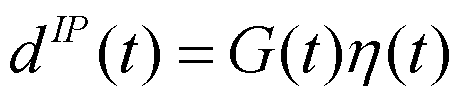 d^{IP}(t) = G(t)η(t)